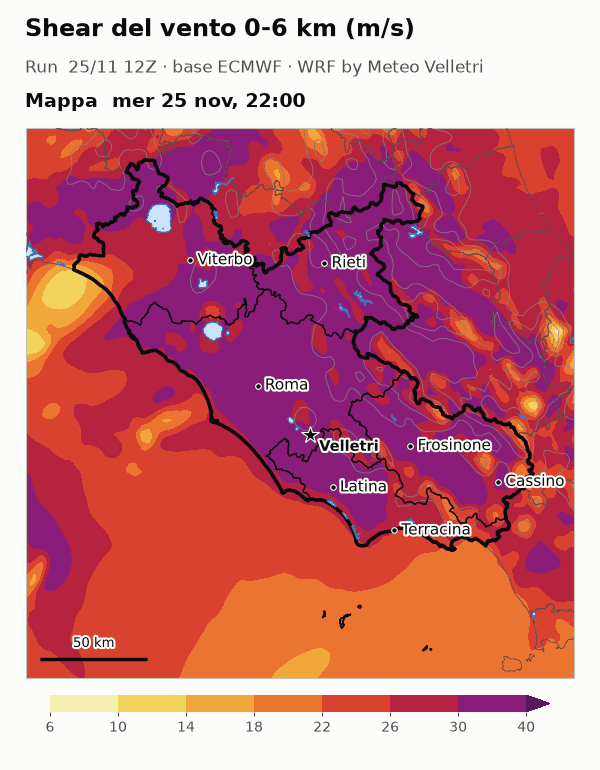 Shear del vento 0-6 km (m/s)
Run  25/11 12Z · base ECMWF · WRF by Meteo Velletri
Mappa  mer 25 nov, 22:00
Viterbo
Rieti
Roma
Velletri
Frosinone
Cassino
Latina
Terracina
50 km
6 10 14 18 22 26 30 40